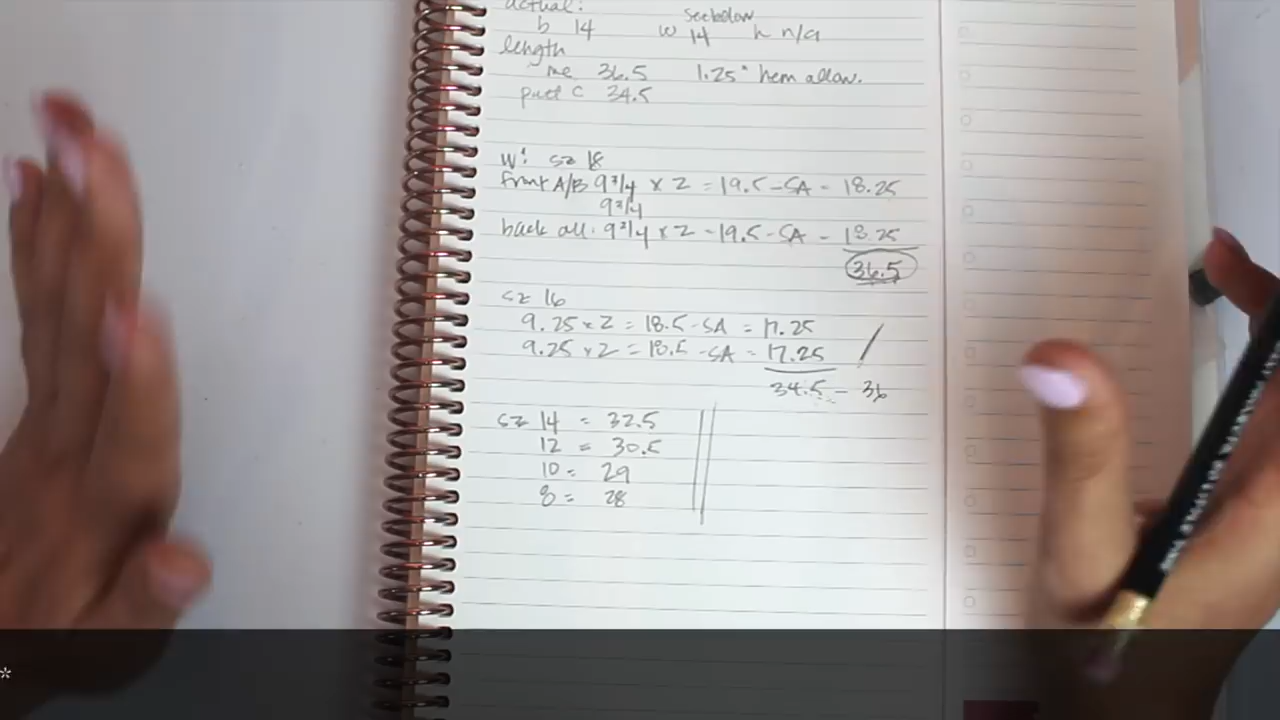 actual:
see below
b 14 w 14 h n/a
length
me 36.5 1.25" hem allow.
34.5
W: sz 18
front A/B 9 3/4 x 2 = 19.5 - SA = 18.25
9 3/4
back all: 9 3/4 x 2 = 19.5 - SA = 18.25
36.5
sz 16
9.25 x 2 = 18.5 - SA = 17.25
9.25 x 2 = 18.5 - SA = 17.25
34.5 - 36
sz 14 = 32.5
12 = 30.5
10 = 29
8 = 28
*